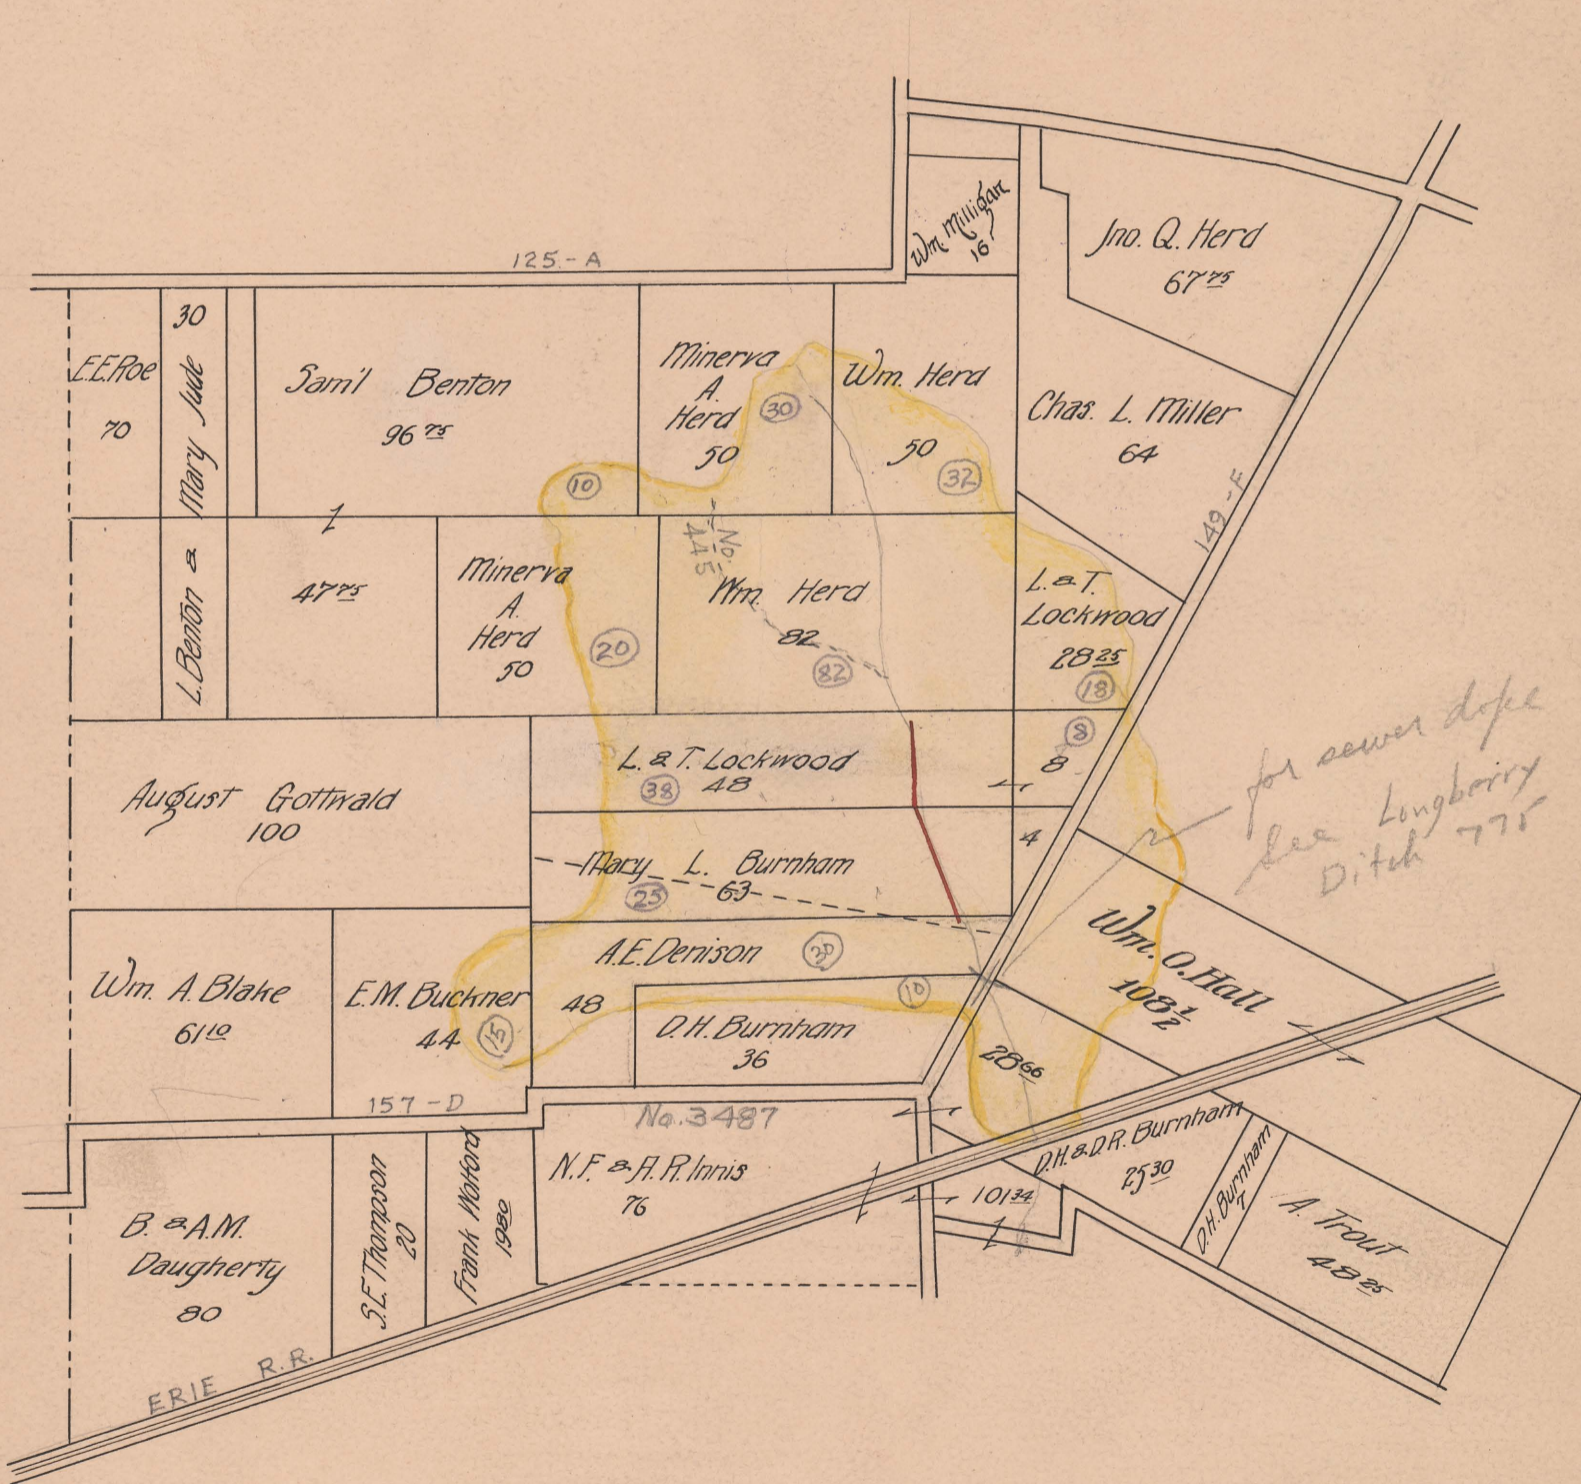 125-A
Wm. Milligan
16
Jno. Q. Herd
67 75
E.E. Roe
70
30
L. Benton & Mary Jude
Sam'l Benton
96 75
Minerva
A.
Herd
50
30
Wm. Herd
50
32
10
Chas. L. Miller
64
149-F
47 75
Minerva
A.
Herd
50
20
No.
445
Wm. Herd
82
82
L. & T.
Lockwood
28 25
18
August Gottwald
100
L. & T. Lockwood
38 48
8
8
for sewer dope
See Longberry
Ditch 775
Mary L. Burnham
25 63
4
Wm. A. Blake
61 10
E.M. Buckner
44
15
A.E. Denison
30
48
10
D.H. Burnham
36
Wm. O. Hall
108 1/2
28 66
157-D
No. 3487
B. & A.M.
Daugherty
80
S.E. Thompson
20
Frank Wofford
19 80
N.F. & A.R. Innis
76
101 34
D.H. & D.R. Burnham
25 30
D.H. Burnham
7
A. Trout
48 25
ERIE R.R.